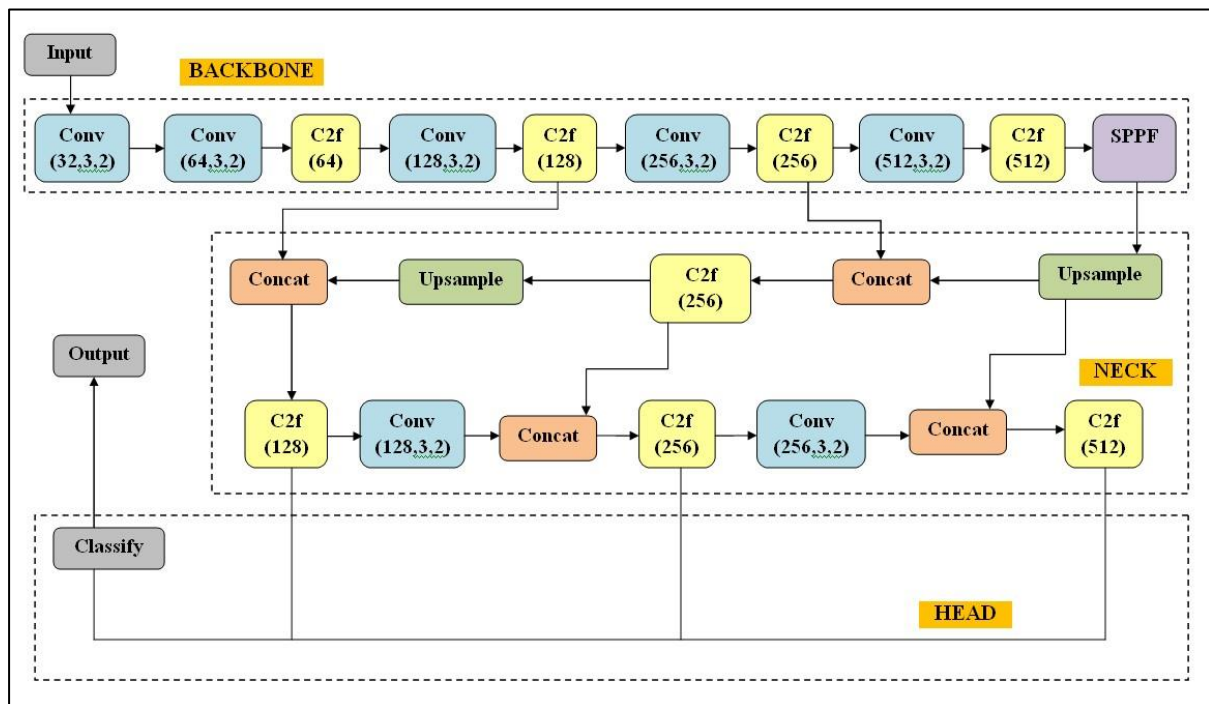 Input
BACKBONE
Conv
(32,3,2)
Conv
(64,3,2)
C2f
(64)
Conv
(128,3,2)
C2f
(128)
Conv
(256,3,2)
C2f
(256)
Conv
(512,3,2)
C2f
(512)
SPPF
Concat
Upsample
C2f
(256)
Concat
Upsample
Output
NECK
C2f
(128)
Conv
(128,3,2)
Concat
C2f
(256)
Conv
(256,3,2)
Concat
C2f
(512)
Classify
HEAD